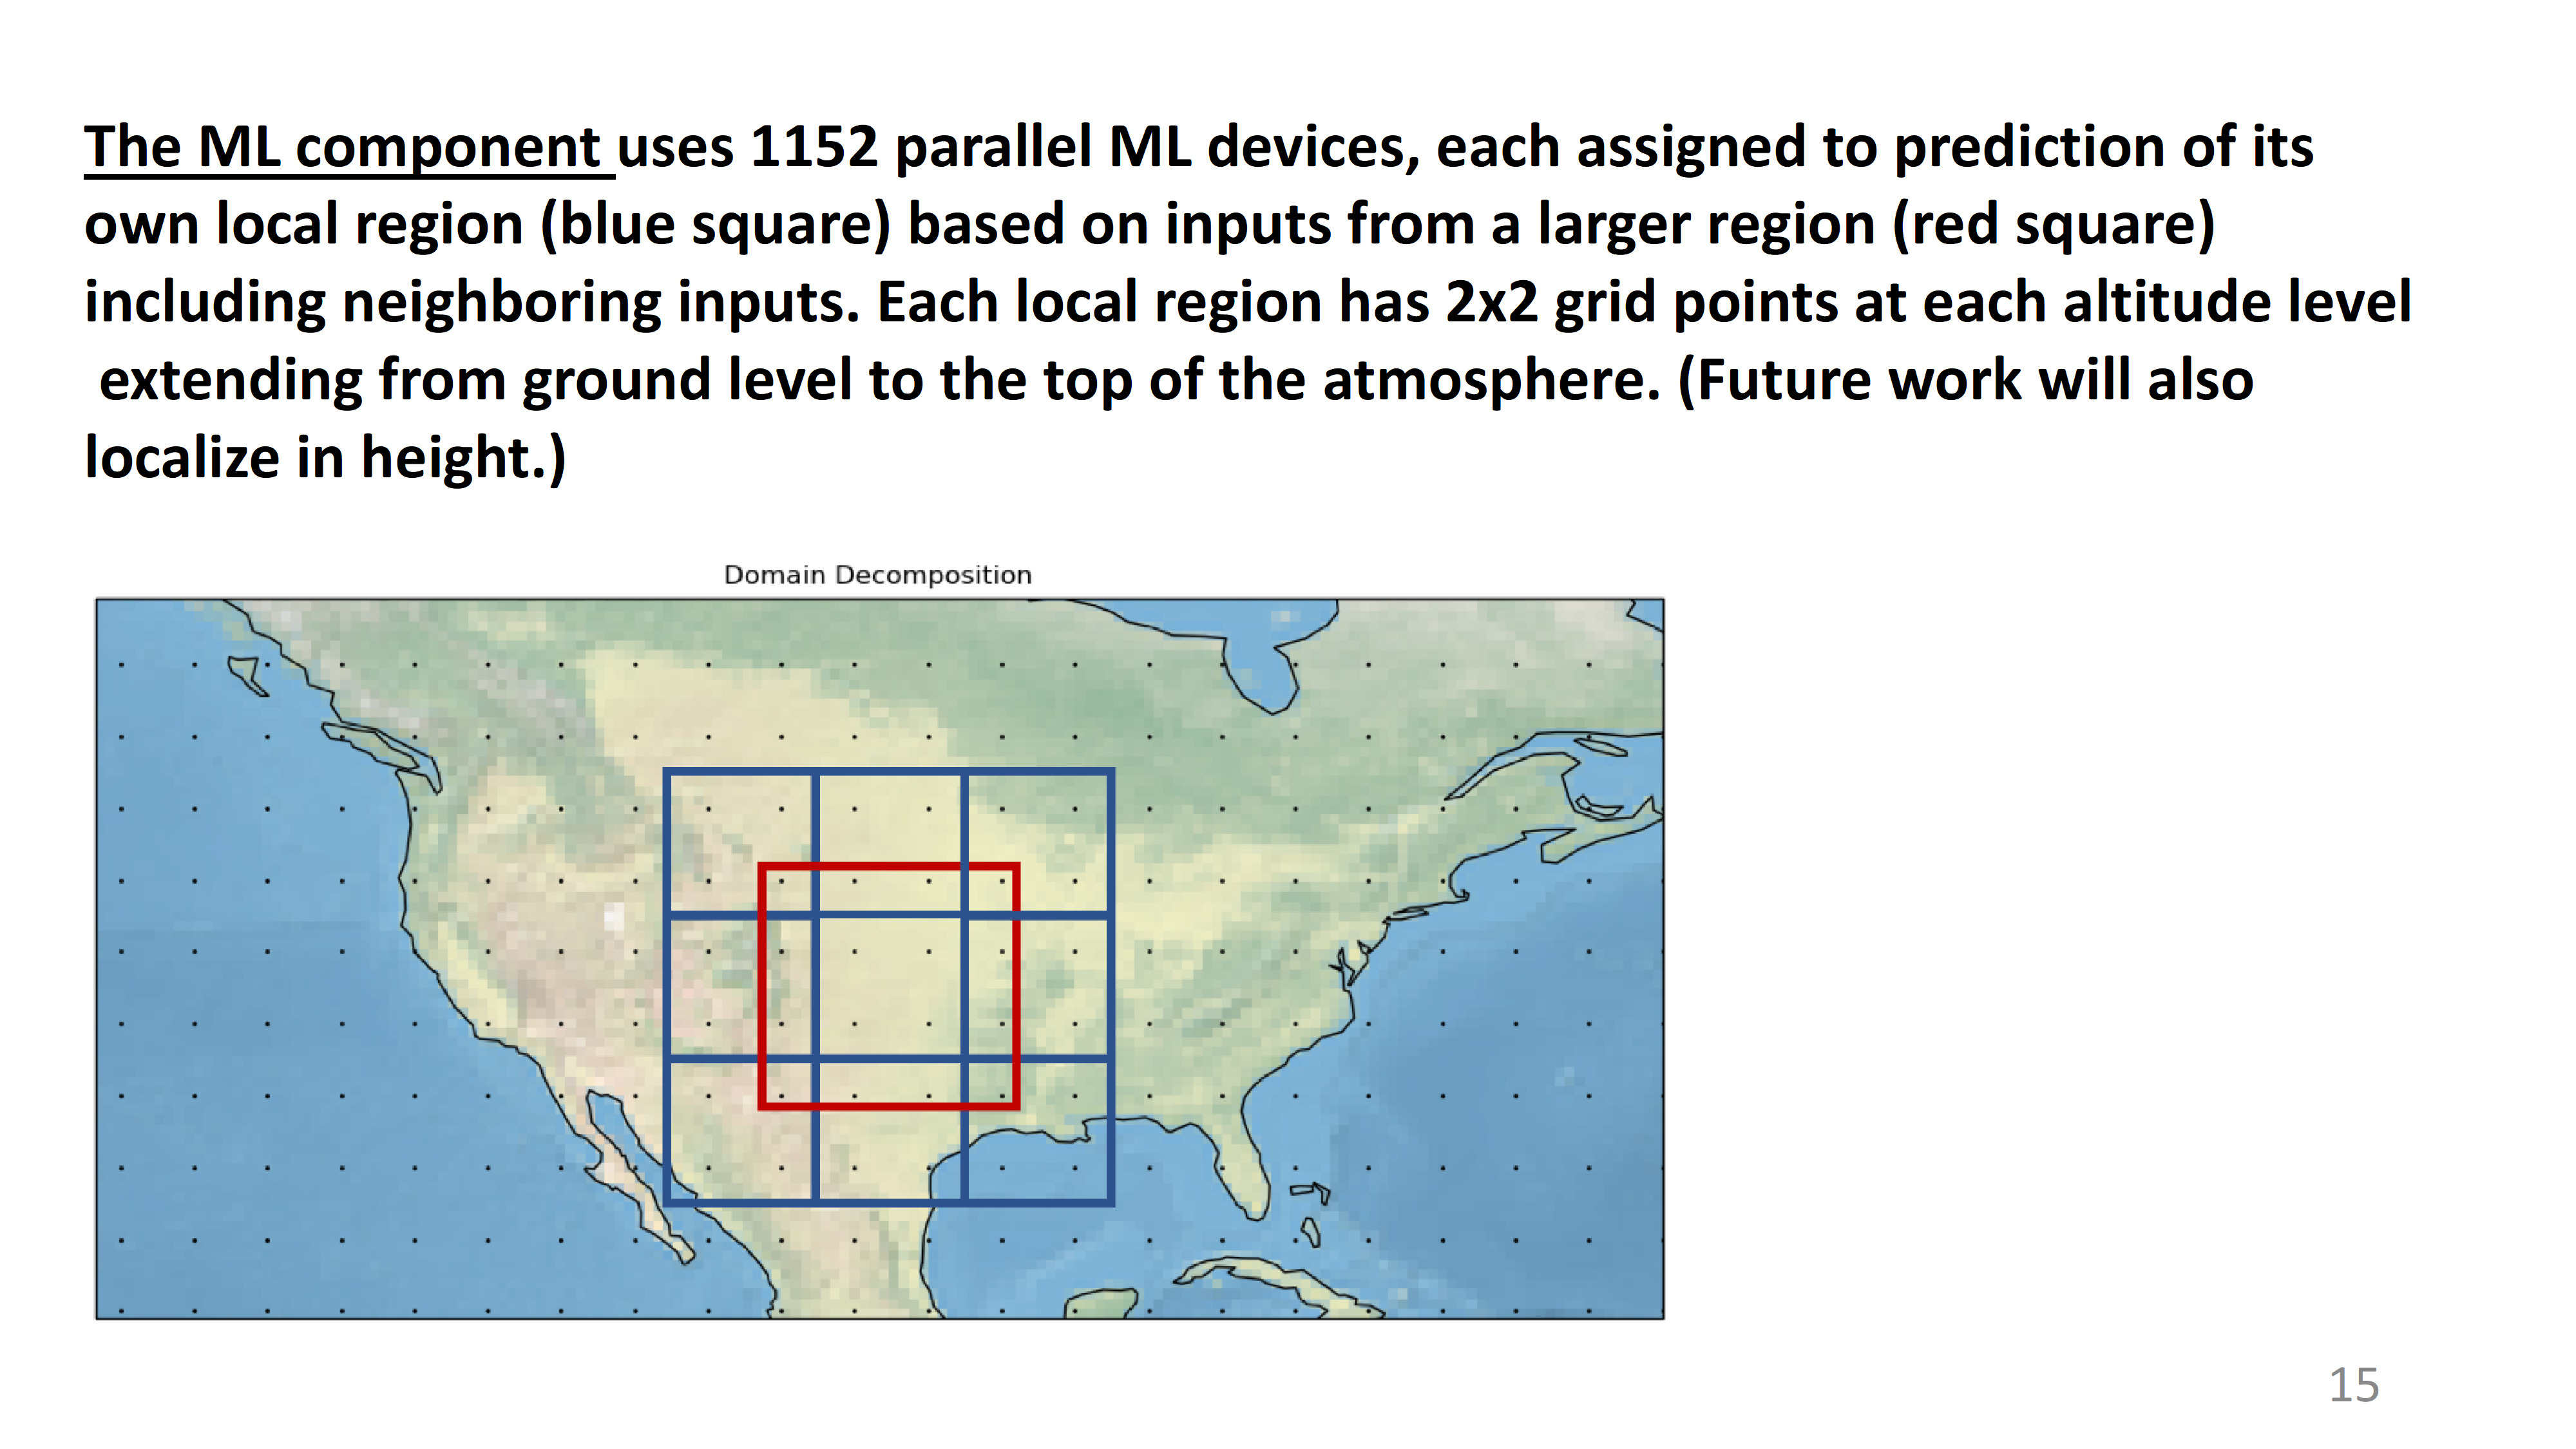 The ML component uses 1152 parallel ML devices, each assigned to prediction of its
own local region (blue square) based on inputs from a larger region (red square)
including neighboring inputs. Each local region has 2x2 grid points at each altitude level
extending from ground level to the top of the atmosphere. (Future work will also
localize in height.)
Domain Decomposition
15